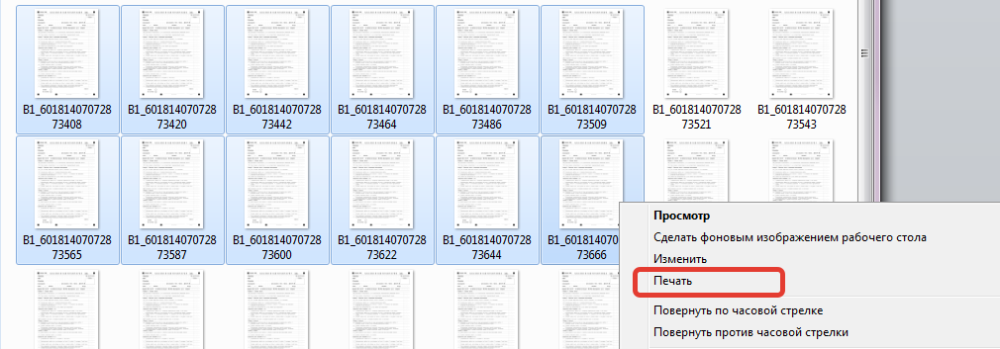 B1_601814070728
73408
B1_601814070728
73420
B1_601814070728
73442
B1_601814070728
73464
B1_601814070728
73486
B1_601814070728
73509
B1_601814070728
73521
B1_601814070728
73543
B1_601814070728
73565
B1_601814070728
73587
B1_601814070728
73600
B1_601814070728
73622
B1_601814070728
73644
B1_601814070
73666
Просмотр
Сделать фоновым изображением рабочего стола
Изменить
Печать
Повернуть по часовой стрелке
Повернуть против часовой стрелки